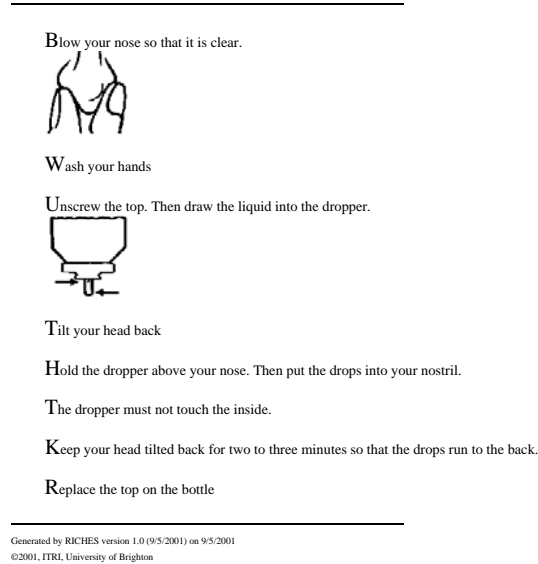 Blow your nose so that it is clear.
Wash your hands
Unscrew the top. Then draw the liquid into the dropper.
Tilt your head back
Hold the dropper above your nose. Then put the drops into your nostril.
The dropper must not touch the inside.
Keep your head tilted back for two to three minutes so that the drops run to the back.
Replace the top on the bottle
Generated by RICHES version 1.0 (9/5/2001) on 9/5/2001
©2001, ITRI, University of Brighton